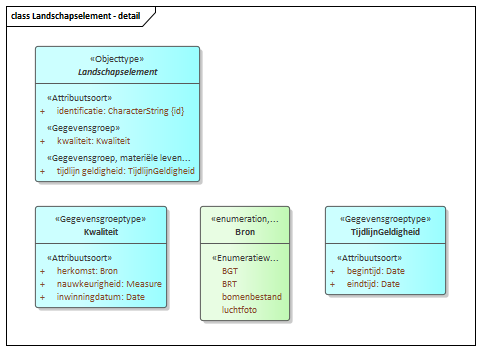 class Landschapselement - detail
«Objecttype»
Landschapselement
«Attribuutsoort»
+ identificatie: CharacterString {id}
«Gegevensgroep»
+ kwaliteit: Kwaliteit
«Gegevensgroep, materiële leven...
+ tijdlijn geldigheid: TijdlijnGeldigheid
«Gegevensgroeptype»
Kwaliteit
«Attribuutsoort»
+ herkomst: Bron
+ nauwkeurigheid: Measure
+ inwinningdatum: Date
«enumeration,...
Bron
«Enumeratiew...
BGT
BRT
bomenbestand
luchtfoto
«Gegevensgroeptype»
TijdlijnGeldigheid
«Attribuutsoort»
+ begintijd: Date
+ eindtijd: Date